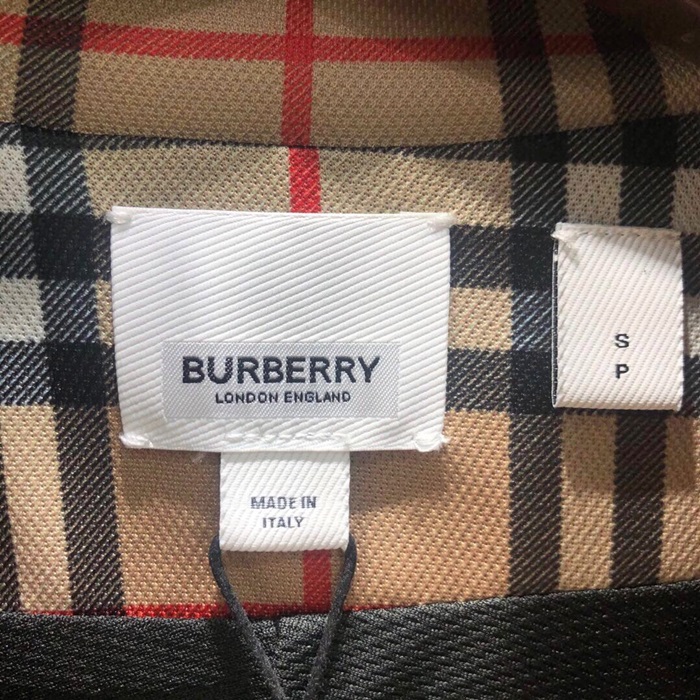 BURBERRY
LONDON ENGLAND
MADE IN
ITALY
S
P